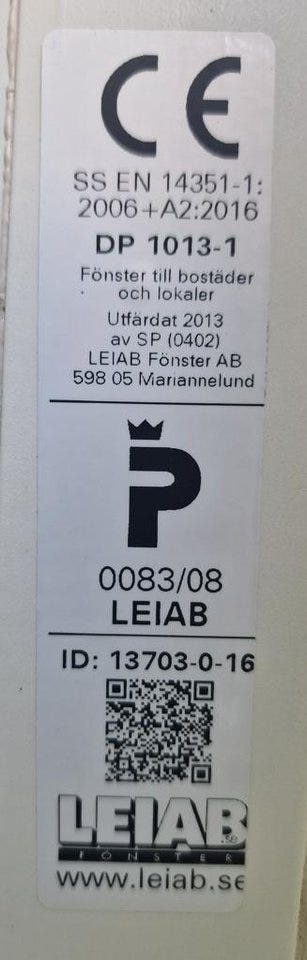 CE
SS EN 14351-1:
2006+A2:2016
DP 1013-1
Fönster till bostäder
och lokaler
Utfärdat 2013
av SP (0402)
LEIAB Fönster AB
598 05 Mariannelund
P
0083/08
LEIAB
ID: 13703-0-16
LEIAB.se
FÖNSTER
www.leiab.se